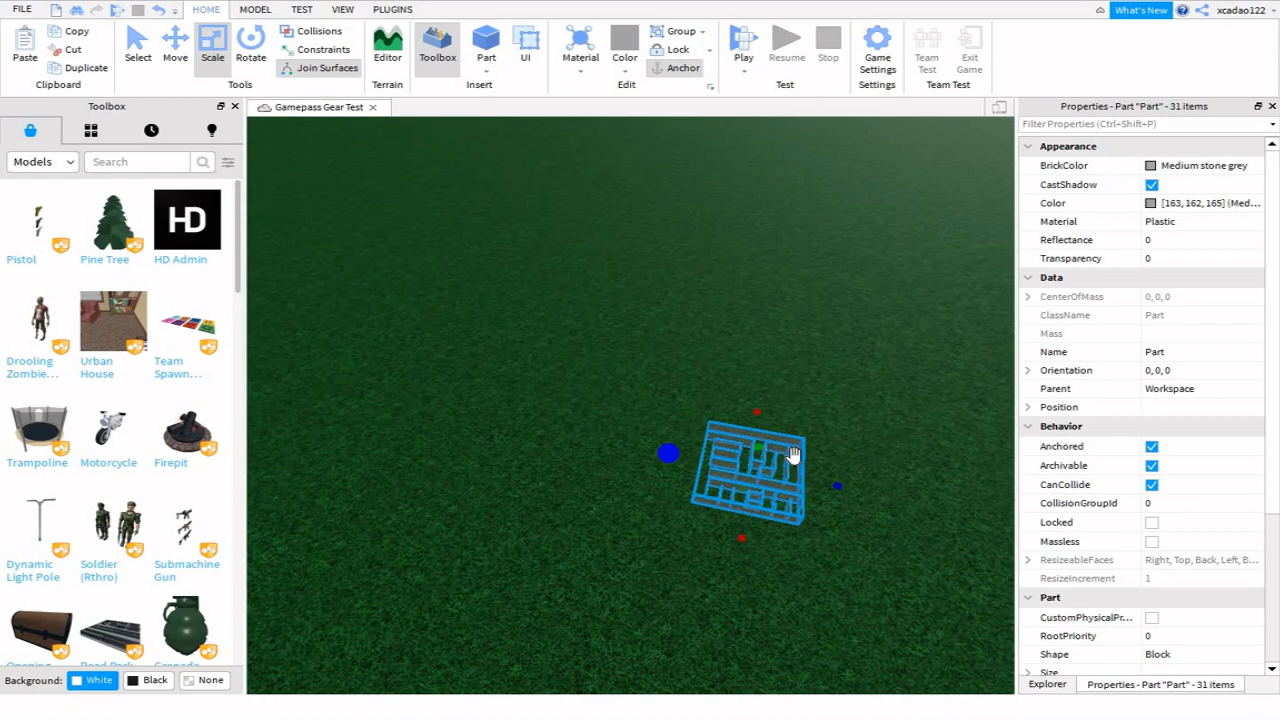 FILE HOME MODEL TEST VIEW PLUGINS What's New xcadao122
Paste Copy Cut Duplicate Select Move Scale Rotate Collisions Constraints Join Surfaces Editor Toolbox Part UI Material Color Group Lock Anchor Play Resume Stop Game Settings Team Test Exit Game
Clipboard Tools Terrain Insert Edit Test Settings Team Test
Toolbox
Gamepass Gear Test
Models Search
Pistol Pine Tree HD Admin
HD
Drooling Zombie... Urban House Team Spawn...
Trampoline Motorcycle Firepit
Dynamic Light Pole Soldier (Rthro) Submachine Gun
Background: White Black None
Properties - Part "Part" - 31 items
Filter Properties (Ctrl+Shift+P)
Appearance
BrickColor Medium stone grey
CastShadow
Color [163, 162, 165] (Med...
Material Plastic
Reflectance 0
Transparency 0
Data
CenterOfMass 0, 0, 0
ClassName Part
Mass
Name Part
Orientation 0, 0, 0
Parent Workspace
Position
Behavior
Anchored
Archivable
CanCollide
CollisionGroupId 0
Locked
Massless
ResizeableFaces Right, Top, Back, Left, B...
ResizeIncrement 1
Part
CustomPhysicalPr...
RootPriority 0
Shape Block
Size
Explorer Properties - Part "Part" - 31 items